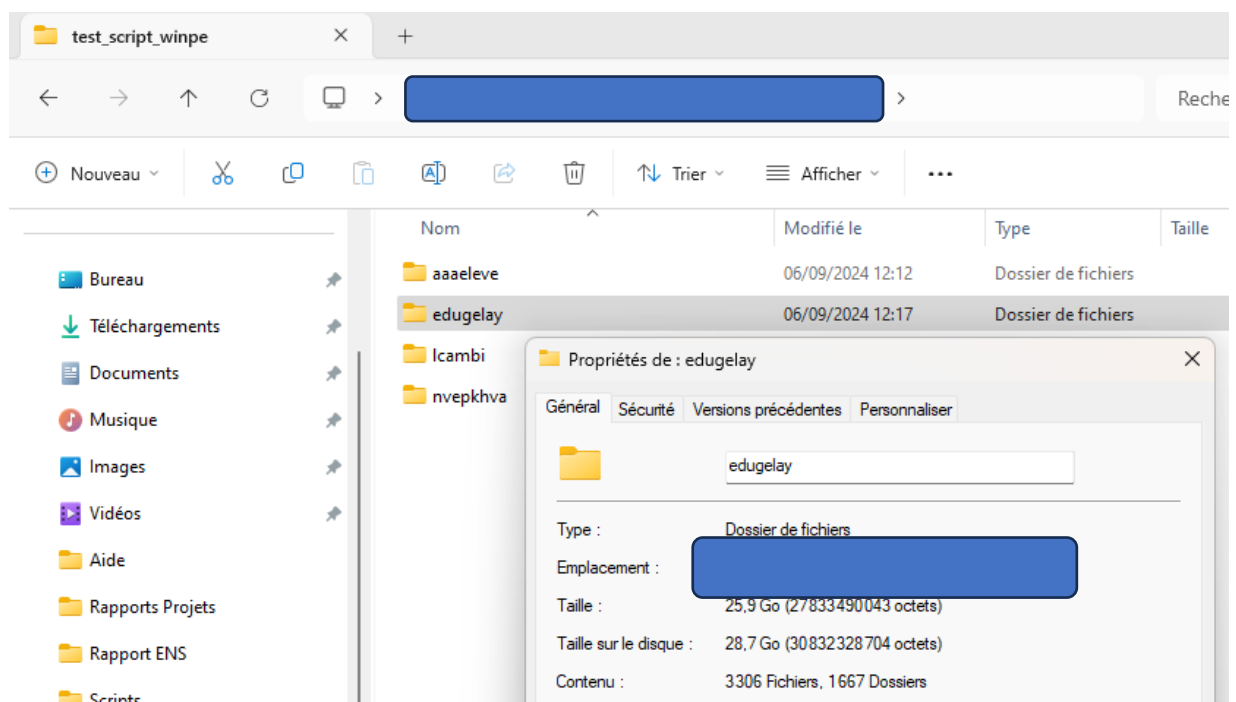 test_script_winpe
Reche
Nouveau
Trier
Afficher
Nom Modifié le Type Taille
Bureau
Téléchargements
Documents
Musique
Images
Vidéos
Aide
Rapports Projets
Rapport ENS
Scripts
aaaeleve 06/09/2024 12:12 Dossier de fichiers
edugelay 06/09/2024 12:17 Dossier de fichiers
lcambi
nvepkhva
Propriétés de : edugelay
Général Sécurité Versions précédentes Personnaliser
edugelay
Type : Dossier de fichiers
Emplacement :
Taille : 25,9 Go (27833490043 octets)
Taille sur le disque : 28,7 Go (30832328704 octets)
Contenu : 3306 Fichiers, 1667 Dossiers